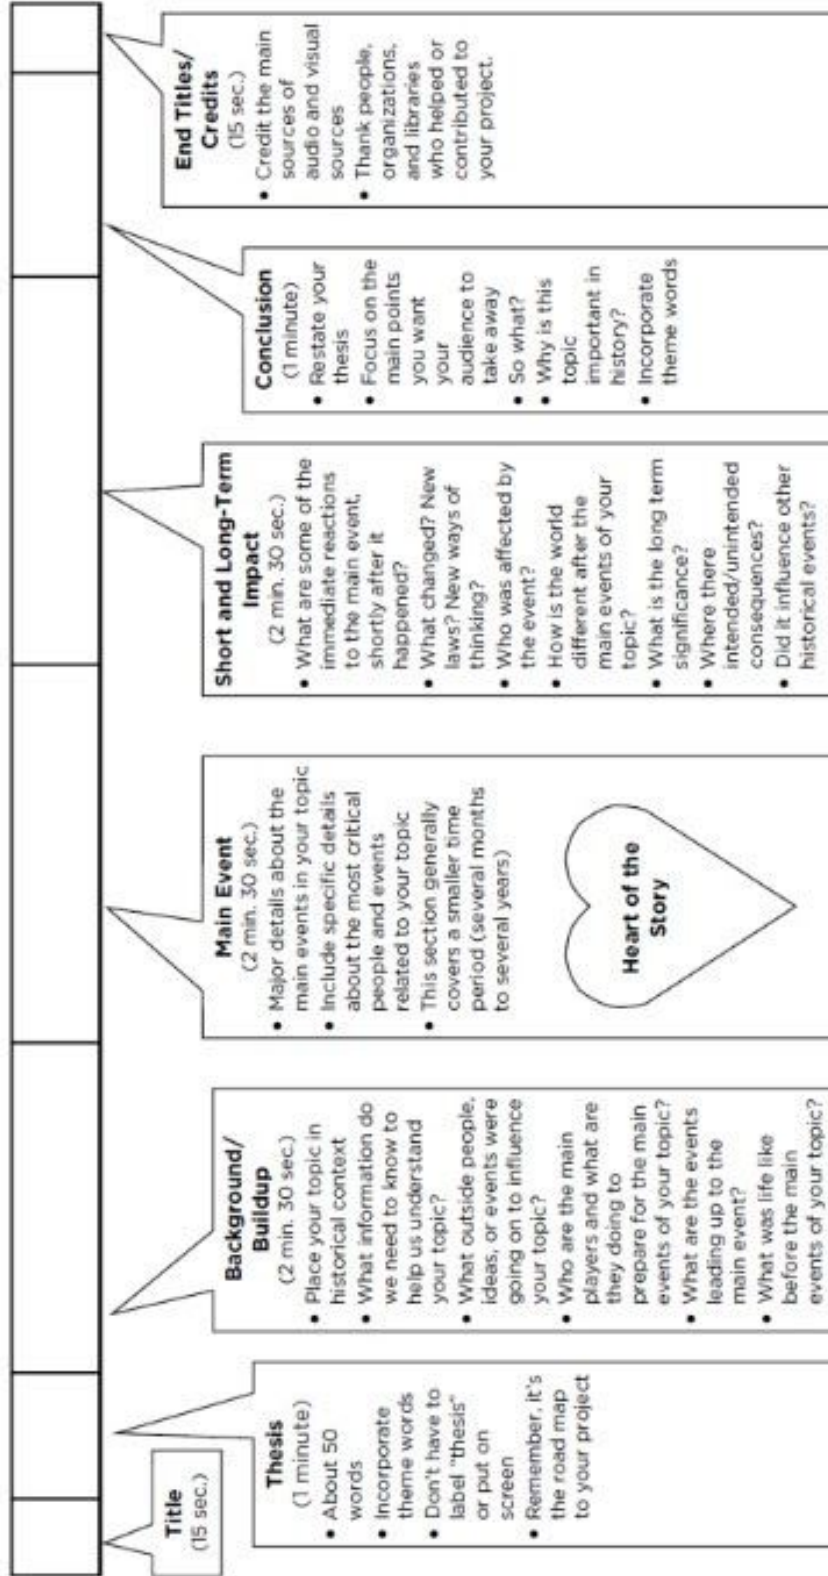 Title
(15 sec.)
Thesis
(1 minute)
• About 50
words
• Incorporate
theme words
• Don't have to
label "thesis"
or put on
screen
• Remember, it's
the road map
to your project
Background/
Buildup
(2 min. 30 sec.)
• Place your topic in
historical context
• What information do
we need to know to
help us understand
your topic?
• What outside people,
ideas, or events were
going on to influence
your topic?
• Who are the main
players and what are
they doing to
prepare for the main
events of your topic?
• What are the events
leading up to the
main event?
• What was life like
before the main
events of your topic?
Main Event
(2 min. 30 sec.)
• Major details about the
main events in your topic
• Include specific details
about the most critical
people and events
related to your topic
• This section generally
covers a smaller time
period (several months
to several years)
Heart of the
Story
Short and Long-Term
Impact
(2 min. 30 sec.)
• What are some of the
immediate reactions
to the main event,
shortly after it
happened?
• What changed? New
laws? New ways of
thinking?
• Who was affected by
the event?
• How is the world
different after the
main events of your
topic?
• What is the long term
significance?
• Where there
intended/unintended
consequences?
• Did it influence other
historical events?
Conclusion
(1 minute)
• Restate your
thesis
• Focus on the
main points
you want
your
audience to
take away
• So what?
• Why is this
topic
important in
history?
• Incorporate
theme words
End Titles/
Credits
(15 sec.)
• Credit the main
sources of
audio and visual
sources
• Thank people,
organizations,
and libraries
who helped or
contributed to
your project.